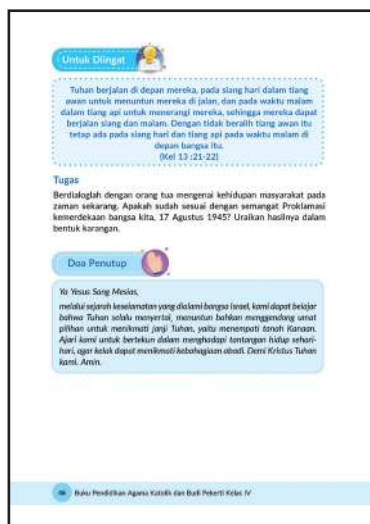 Untuk Diingat
Tuhan berjalan di depan mereka, pada siang hari dalam tiang
awan untuk menuntun mereka di jalan, dan pada waktu malam
dalam tiang api untuk menerangi mereka, sehingga mereka dapat
berjalan siang dan malam. Dengan tidak beralih tiang awan itu
tetap ada pada siang hari dan tiang api pada waktu malam di
depan bangsa itu.
(Kel 13 :21-22)
Tugas
Berdialoglah dengan orang tua mengenai kehidupan masyarakat pada
zaman sekarang. Apakah sudah sesuai dengan semangat Proklamasi
kemerdekaan bangsa kita, 17 Agustus 1945? Uraikan hasilnya dalam
bentuk karangan.
Doa Penutup
Ya Yesus Sang Mesias,
melalui sejarah keselamatan yang dialami bangsa Israel, kami dapat belajar
bahwa Tuhan selalu menyertai, menuntun bahkan menggendong umat
pilihan untuk menikmati janji Tuhan, yaitu menempati tanah Kanaan.
Ajari kami untuk bertekun dalam menghadapi tantangan hidup sehari-
hari, agar kelak dapat menikmati kebahagiaan abadi. Demi Kristus Tuhan
kami. Amin.
46 Buku Pendidikan Agama Katolik dan Budi Pekerti Kelas IV